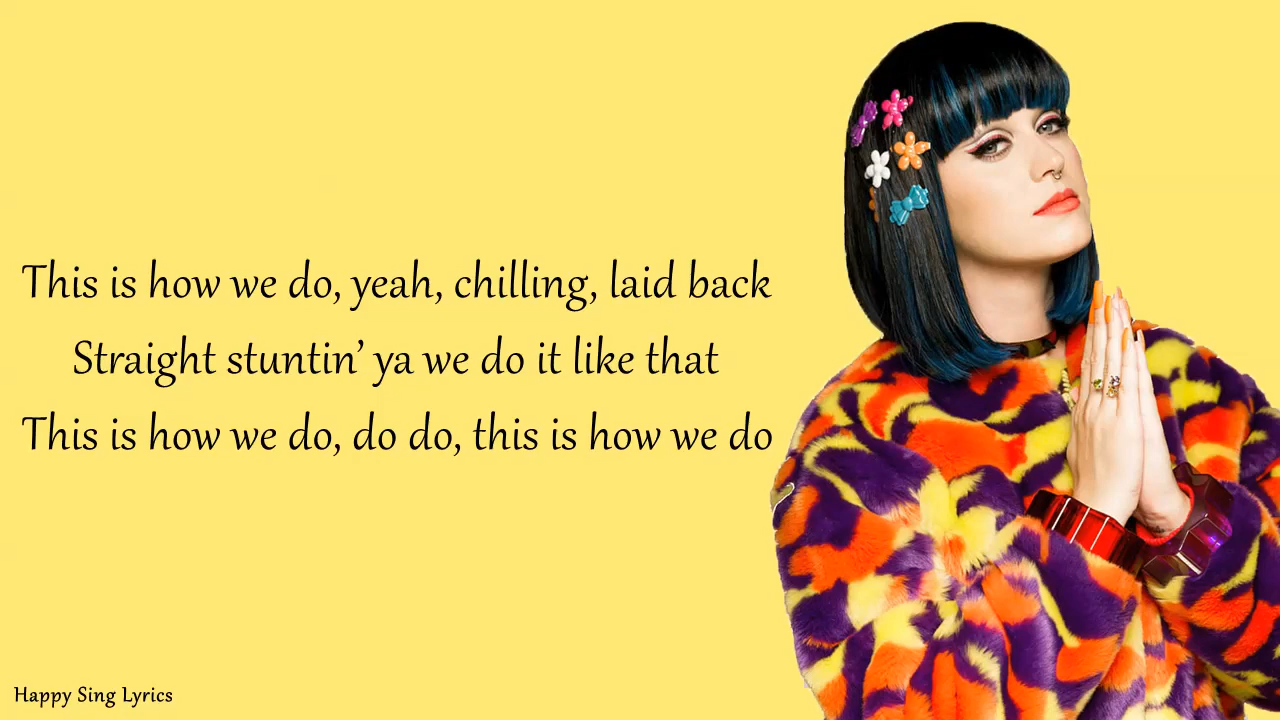 This is how we do, yeah, chilling, laid back
Straight stuntin’ ya we do it like that
This is how we do, do do, this is how we do
Happy Sing Lyrics